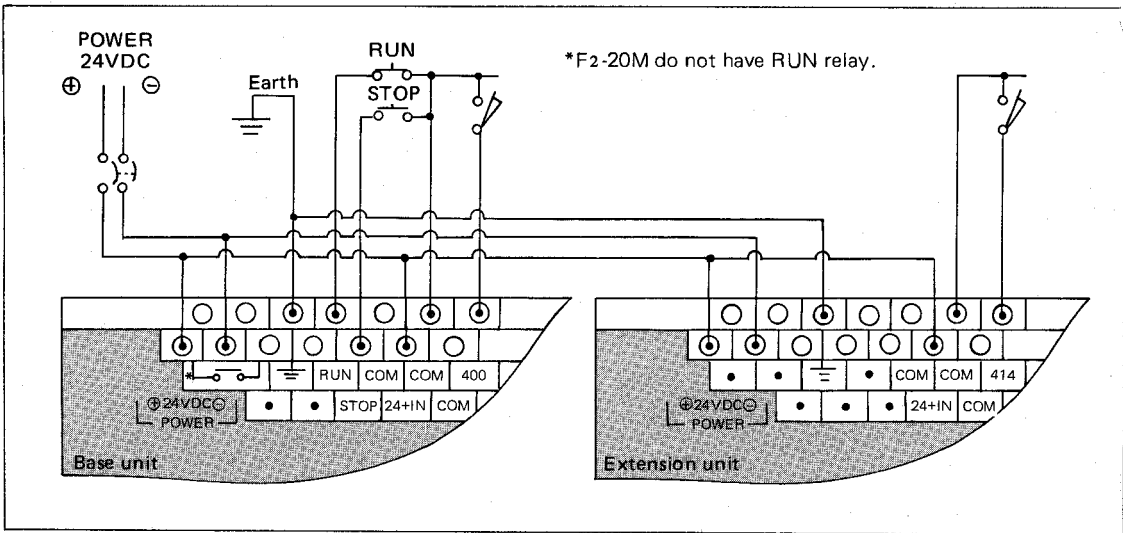 POWER
24VDC
⊕ ⊖
Earth
RUN
STOP
*F2-20M do not have RUN relay.
* RUN COM COM 400
⊕24VDC⊖
POWER
STOP 24+IN COM
Base unit
COM COM 414
⊕24VDC⊖
POWER
24+IN COM
Extension unit